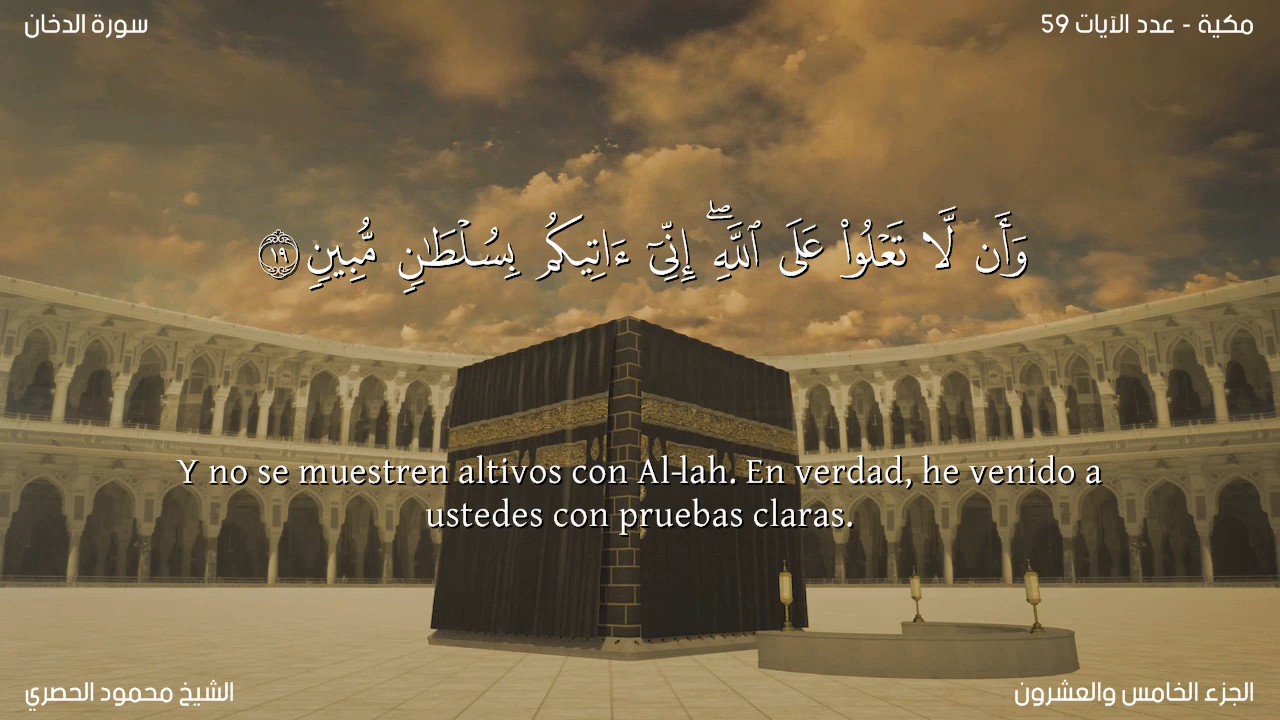 سورة الدخان
مكية - عدد الآيات 59
وَأَن لَّا تَعْلُوا۟ عَلَى ٱللَّهِ ۖ إِنِّىٓ ءَاتِيكُم بِسُلْطَـٰنٍ مُّبِينٍ ١٩
Y no se muestren altivos con Al-lah. En verdad, he venido a
ustedes con pruebas claras.
الشيخ محمود الحصري
الجزء الخامس والعشرون